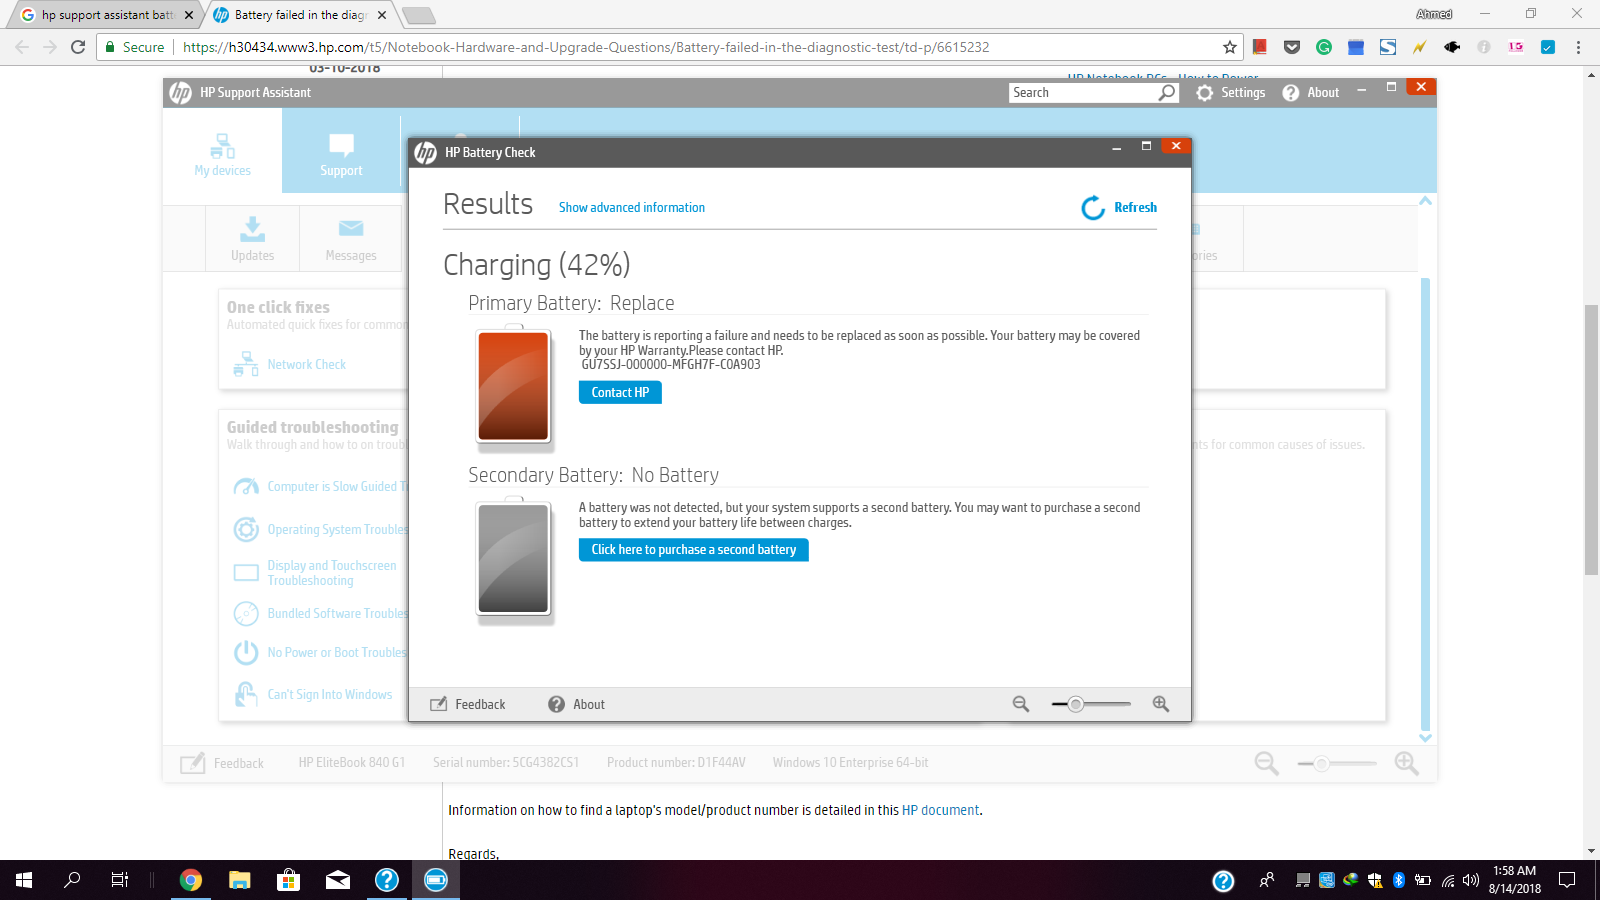 hp support assistant batt
Battery failed in the diag
Ahmed
Secure
https://h30434.www3.hp.com/t5/Notebook-Hardware-and-Upgrade-Questions/Battery-failed-in-the-diagnostic-test/td-p/6615232
03-10-2018
HP Notebook PCs - How to Power
hp HP Support Assistant
Search
Settings
About
My devices
Support
hp HP Battery Check
Results
Show advanced information
Refresh
Updates
Messages
ories
Charging (42%)
Primary Battery: Replace
The battery is reporting a failure and needs to be replaced as soon as possible. Your battery may be covered
by your HP Warranty.Please contact HP.
GU7SSJ-000000-MFGH7F-C0A903
Contact HP
Secondary Battery: No Battery
A battery was not detected, but your system supports a second battery. You may want to purchase a second
battery to extend your battery life between charges.
Click here to purchase a second battery
Feedback
About
One click fixes
Automated quick fixes for common
Network Check
Guided troubleshooting
Walk through and how to on troubl
nts for common causes of issues.
Computer is Slow Guided T
Operating System Troubles
Display and Touchscreen
Troubleshooting
Bundled Software Troubles
No Power or Boot Troubles
Can't Sign Into Windows
Feedback
HP EliteBook 840 G1
Serial number: 5CG4382CS1
Product number: D1F44AV
Windows 10 Enterprise 64-bit
Information on how to find a laptop's model/product number is detailed in this HP document.
Regards,
1:58 AM
8/14/2018